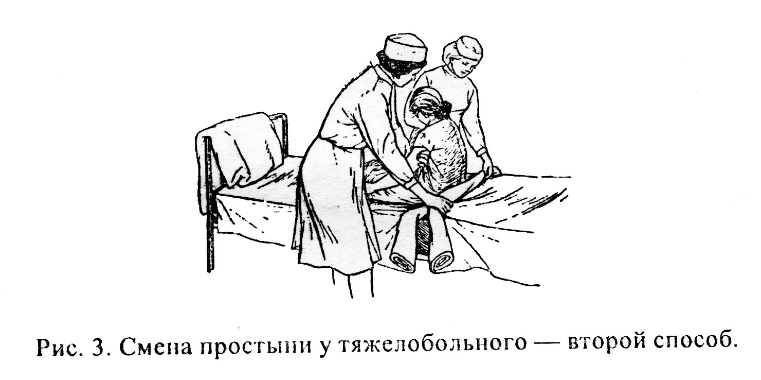 Рис. 3. Смена простыни у тяжелобольного — второй способ.